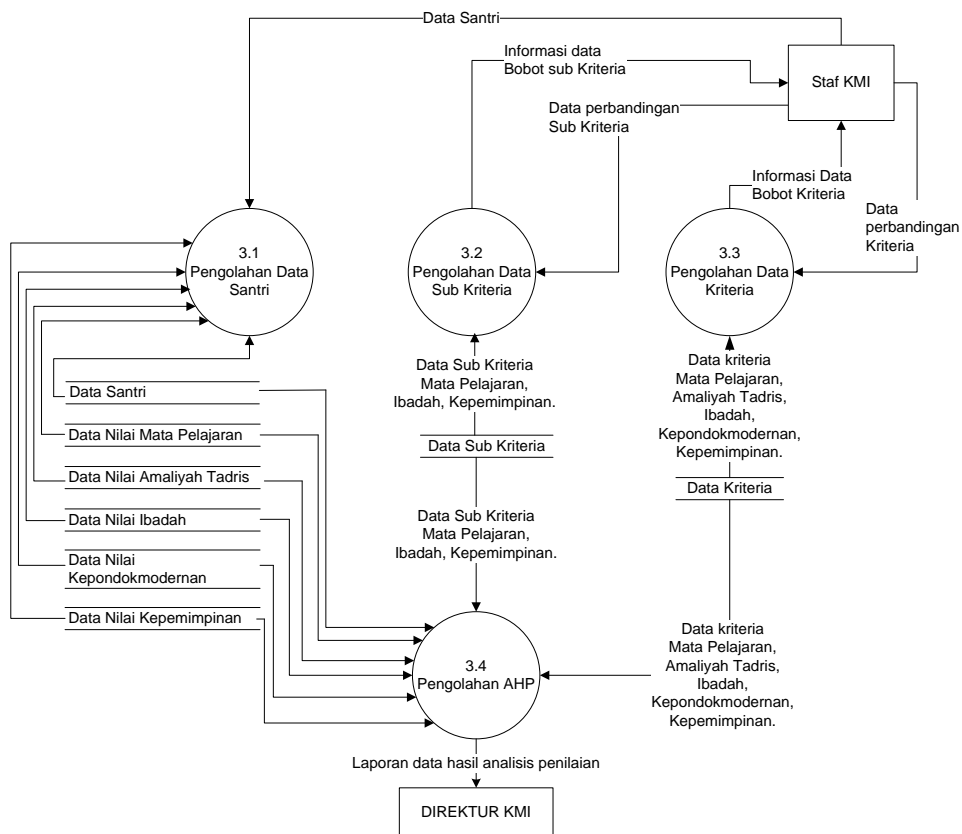 Data Santri
Informasi data
Bobot sub Kriteria
Staf KMI
Data perbandingan
Sub Kriteria
Informasi Data
Bobot Kriteria
Data
perbandingan
Kriteria
3.1
Pengolahan Data
Santri
3.2
Pengolahan Data
Sub Kriteria
3.3
Pengolahan Data
Kriteria
Data Sub Kriteria
Mata Pelajaran,
Ibadah, Kepemimpinan.
Data kriteria
Mata Pelajaran,
Amaliyah Tadris,
Ibadah,
Kepondokmodernan,
Kepemimpinan.
Data Santri
Data Nilai Mata Pelajaran
Data Nilai Amaliyah Tadris
Data Nilai Ibadah
Data Nilai
Kepondokmodernan
Data Nilai Kepemimpinan
Data Sub Kriteria
Data Kriteria
Data Sub Kriteria
Mata Pelajaran,
Ibadah, Kepemimpinan.
Data kriteria
Mata Pelajaran,
Amaliyah Tadris,
Ibadah,
Kepondokmodernan,
Kepemimpinan.
3.4
Pengolahan AHP
Laporan data hasil analisis penilaian
DIREKTUR KMI